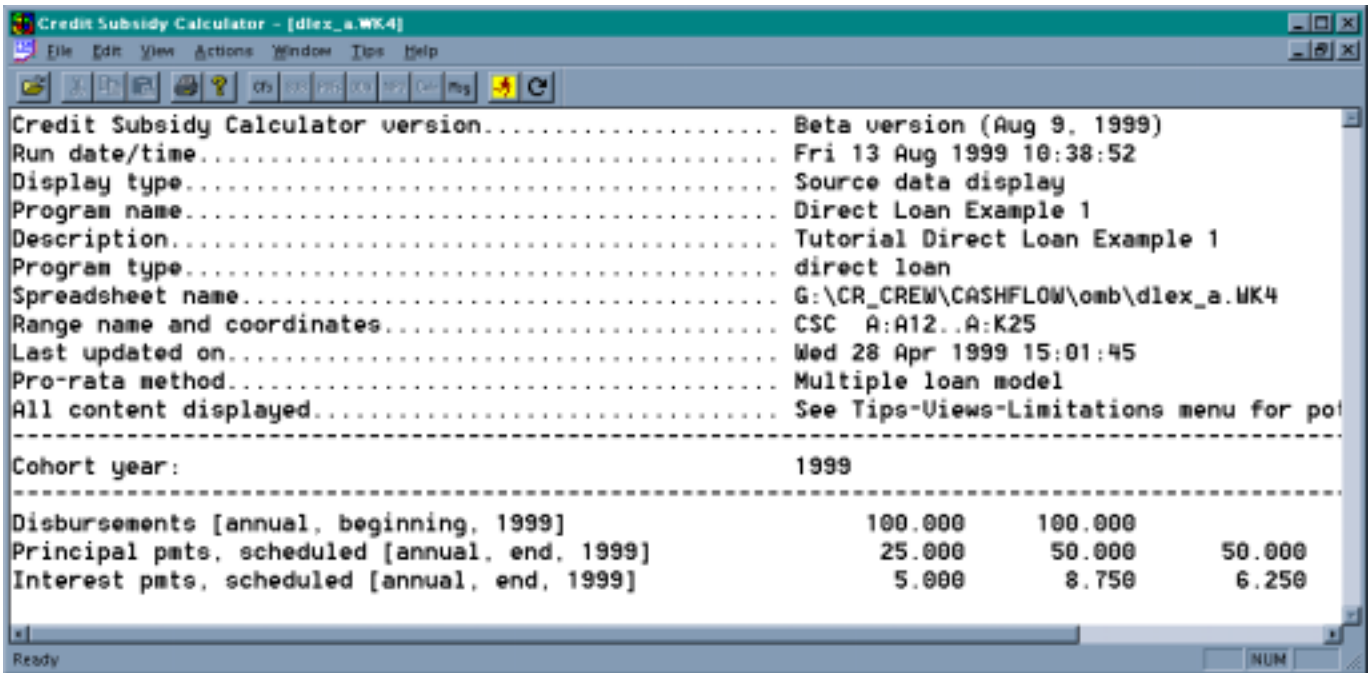 Credit Subsidy Calculator - [dlex_a.WK4]
File Edit View Actions Window Tips Help
Cfs Msg
Credit Subsidy Calculator version..................... Beta version (Aug 9, 1999)
Run date/time......................................... Fri 13 Aug 1999 10:38:52
Display type.......................................... Source data display
Program name.......................................... Direct Loan Example 1
Description........................................... Tutorial Direct Loan Example 1
Program type.......................................... direct loan
Spreadsheet name...................................... G:\CR_CREW\CASHFLOW\omb\dlex_a.WK4
Range name and coordinates............................ CSC A:A12..A:K25
Last updated on....................................... Wed 28 Apr 1999 15:01:45
Pro-rata method....................................... Multiple loan model
All content displayed................................. See Tips-Views-Limitations menu for pot
Cohort year: 1999
Disbursements [annual, beginning, 1999] 100.000 100.000
Principal pmts, scheduled [annual, end, 1999] 25.000 50.000 50.000
Interest pmts, scheduled [annual, end, 1999] 5.000 8.750 6.250
Ready NUM